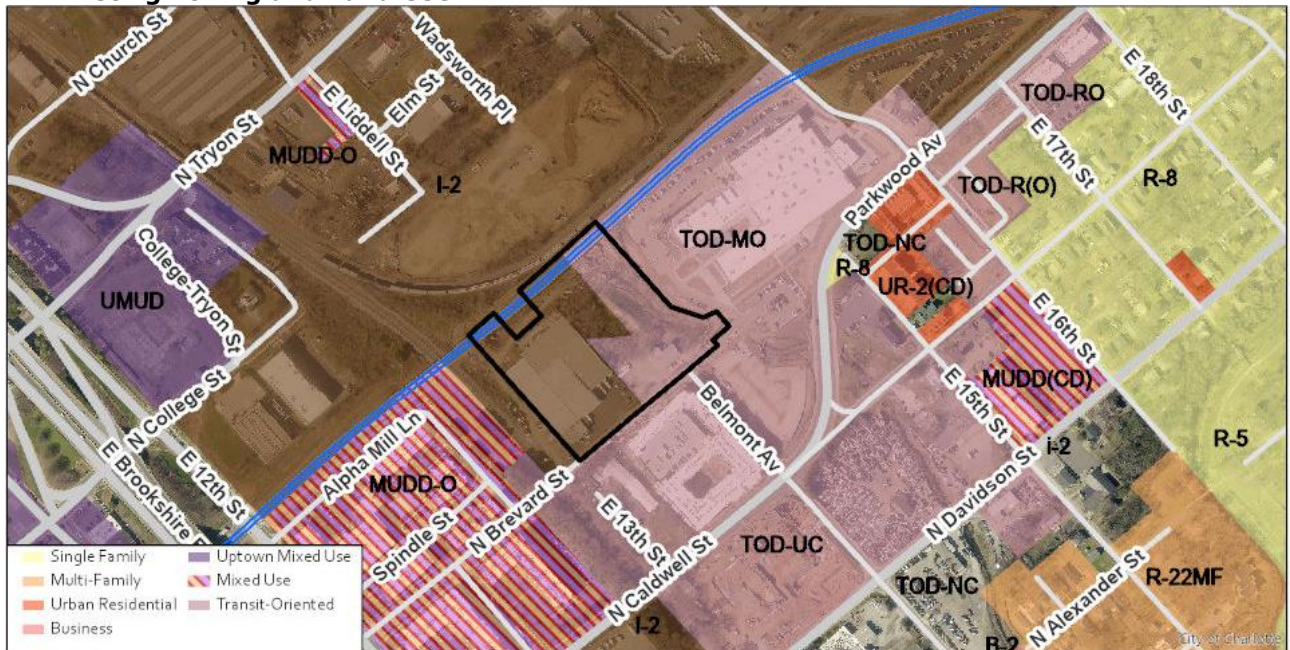 N Church St
Wadsworth Pl
Elm St
E Liddell St
N Tryon St
MUDD-O
I-2
E 18th St
TOD-RO
E 17th St
Parkwood Av
TOD-R(O)
R-8
TOD-MO
TOD-NC
R-8
UR-2(CD)
College-Tryon St
UMUD
E 16th St
MUDD(CD)
E 15th St
Belmont Av
N College St
E 12th St
E Brookshire
Alpha Mill Ln
MUDD-O
Spindle St
N Brevard St
E 13th St
N Caldwell St
TOD-UC
N Davidson St
i-2
R-5
TOD-NC
R-22MF
N Alexander St
I-2
B-2
Single Family
Multi-Family
Urban Residential
Business
Uptown Mixed Use
Mixed Use
Transit-Oriented
City of Charlotte